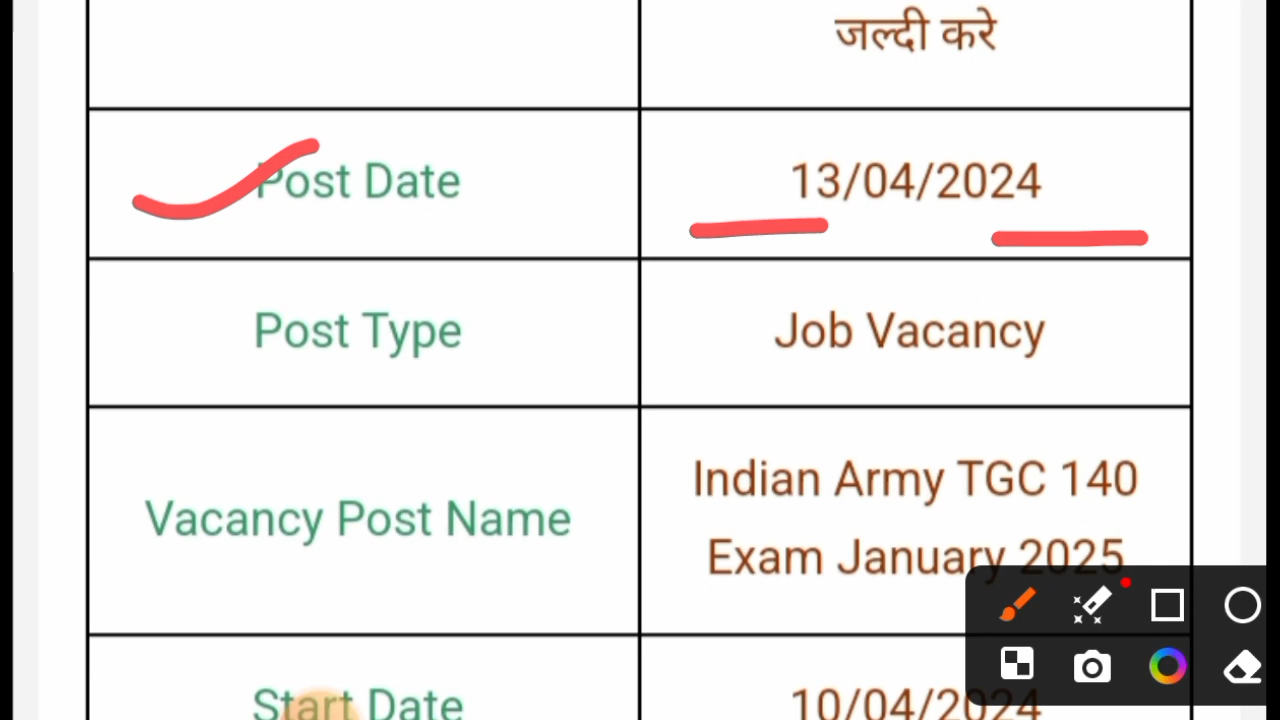 जल्दी करे
Post Date
13/04/2024
Post Type
Job Vacancy
Vacancy Post Name
Indian Army TGC 140
Exam January 2025
Start Date
10/04/2024